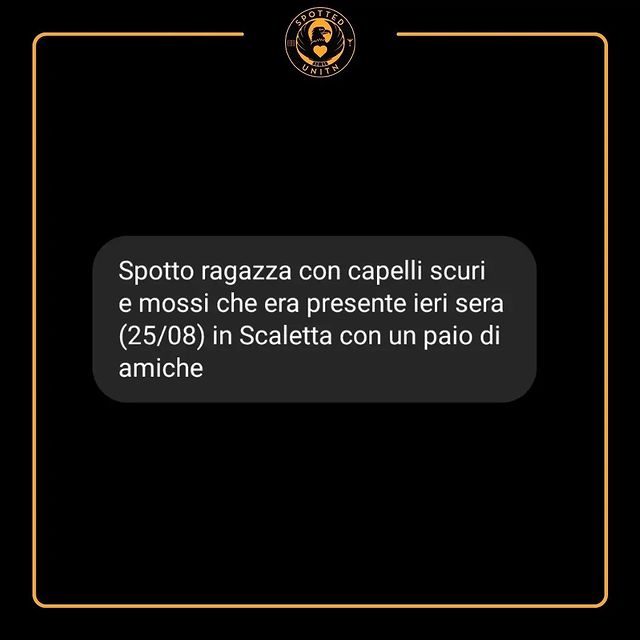 SPOTTED
UNITN
Spotto ragazza con capelli scuri
e mossi che era presente ieri sera
(25/08) in Scaletta con un paio di
amiche